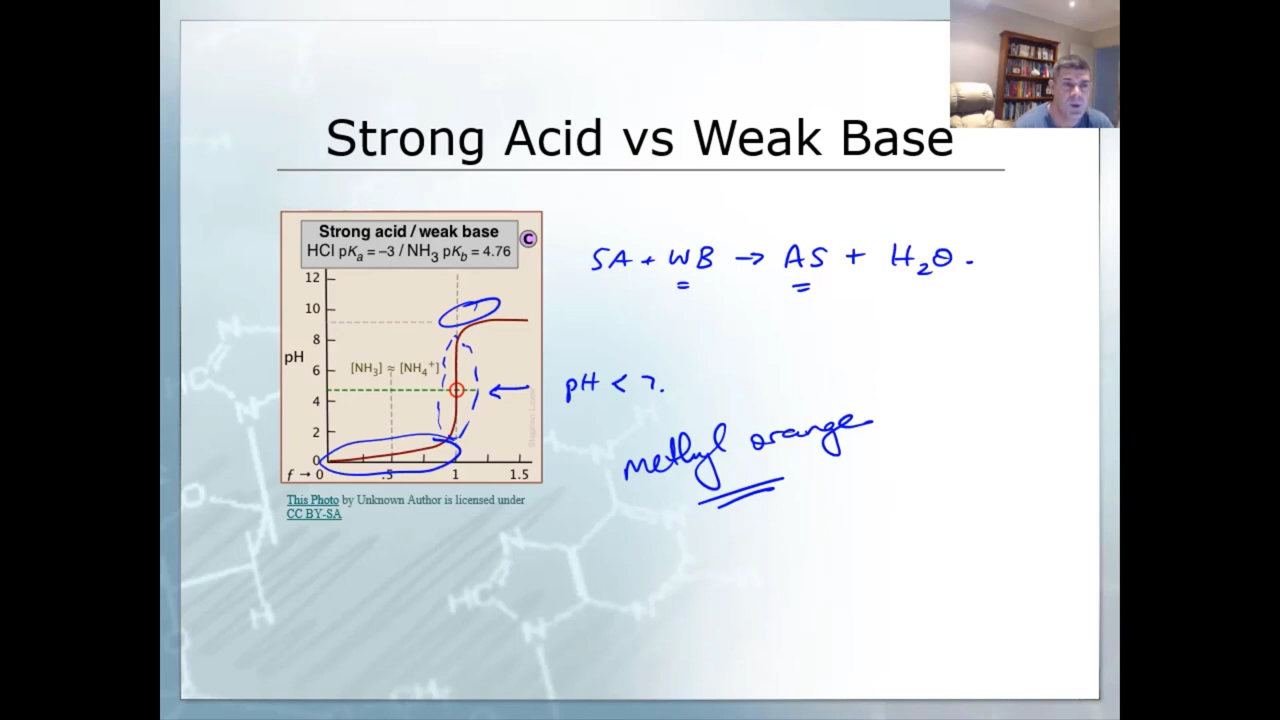 Strong Acid vs Weak Base
Strong acid / weak base
HCl pKa = –3 / NH3 pKb = 4.76
C
12
10
8
pH
6
4
2
0
[NH3] ≈ [NH4+]
f → 0 .5 1 1.5
This Photo by Unknown Author is licensed under
CC BY-SA
SA + WB → AS + H2O.
pH < 7.
methyl orange